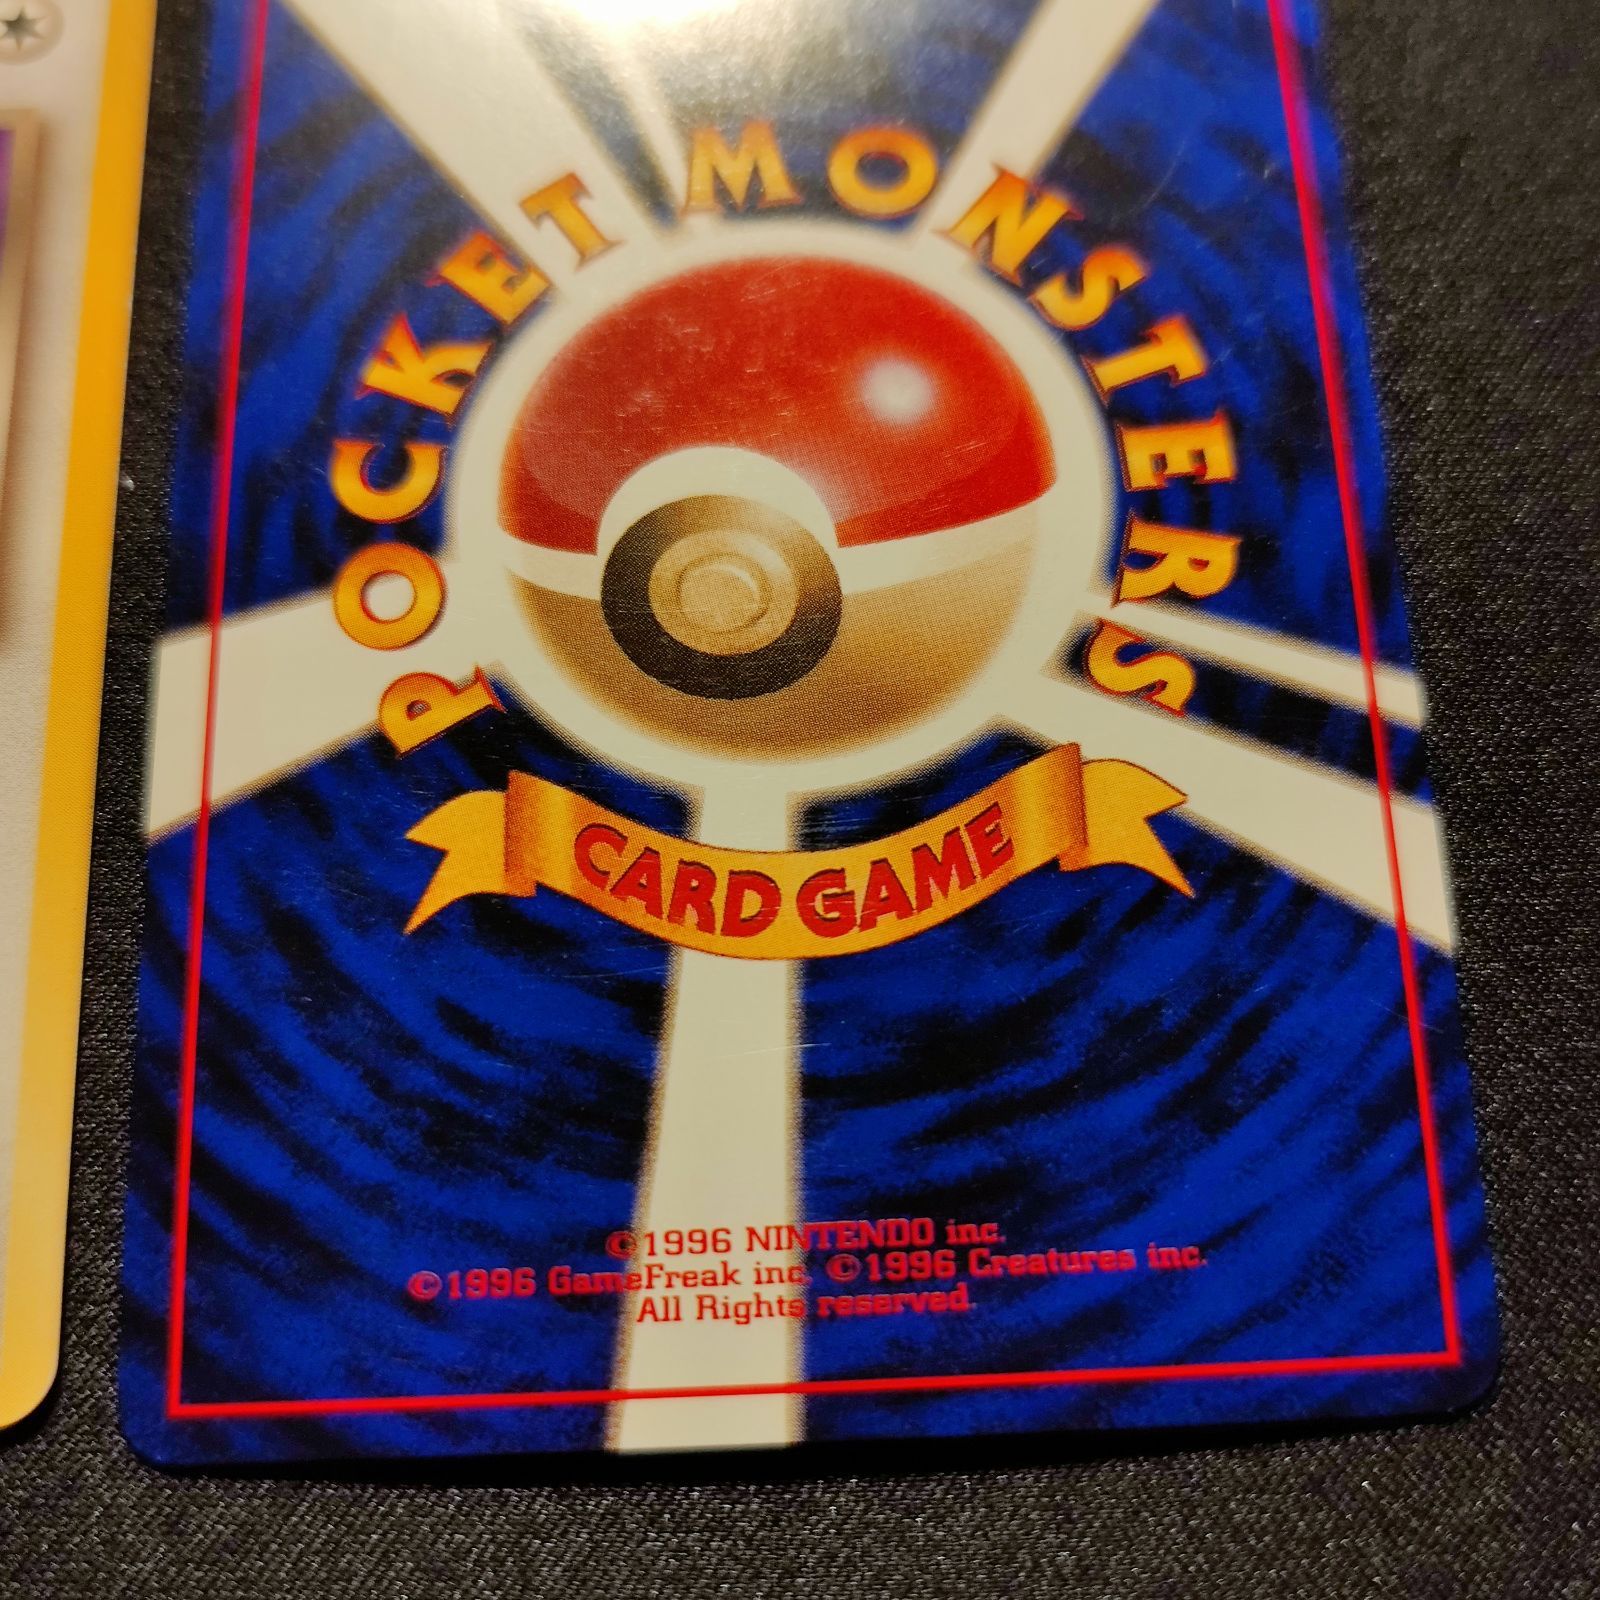 POCKET MONSTERS
CARD GAME
©1996 NINTENDO inc.
©1996 GameFreak inc. ©1996 Creatures inc.
All Rights reserved.